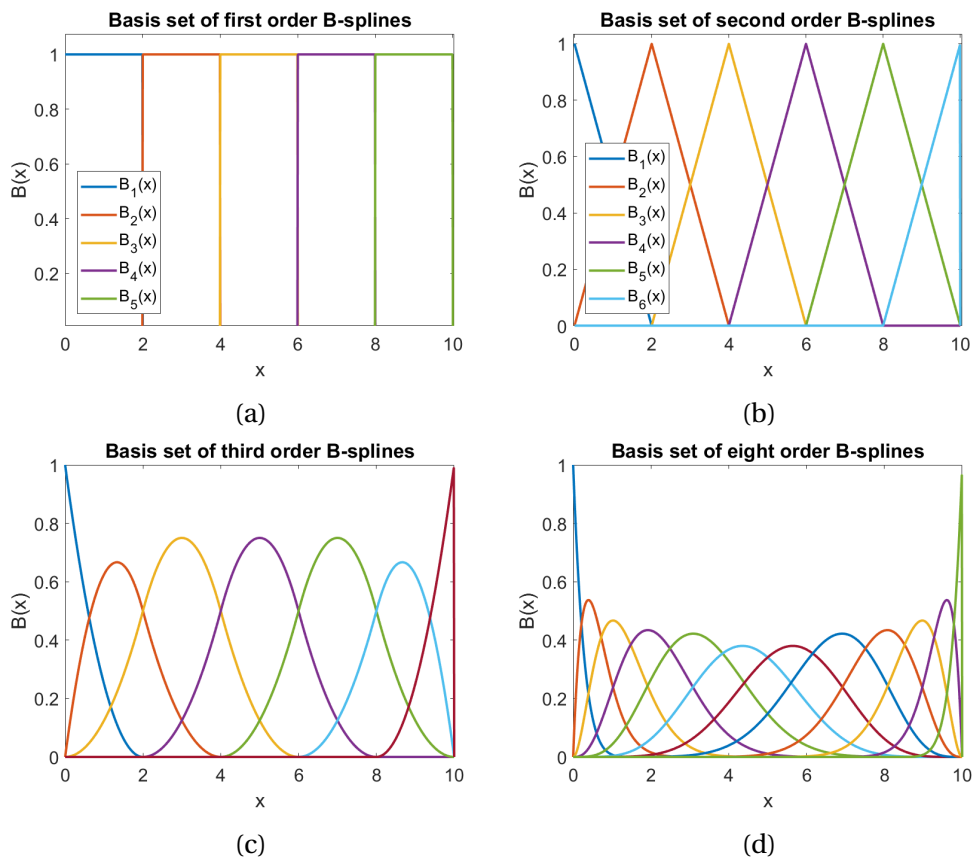 Basis set of first order B-splines
B(x)
1
0.8
0.6
0.4
0.2
B1(x)
B2(x)
B3(x)
B4(x)
B5(x)
0 2 4 6 8 10
x
(a)
Basis set of second order B-splines
B(x)
1
0.8
0.6
0.4
0.2
0
B1(x)
B2(x)
B3(x)
B4(x)
B5(x)
B6(x)
0 2 4 6 8 10
x
(b)
Basis set of third order B-splines
B(x)
1
0.8
0.6
0.4
0.2
0
0 2 4 6 8 10
x
(c)
Basis set of eight order B-splines
B(x)
1
0.8
0.6
0.4
0.2
0
0 2 4 6 8 10
x
(d)